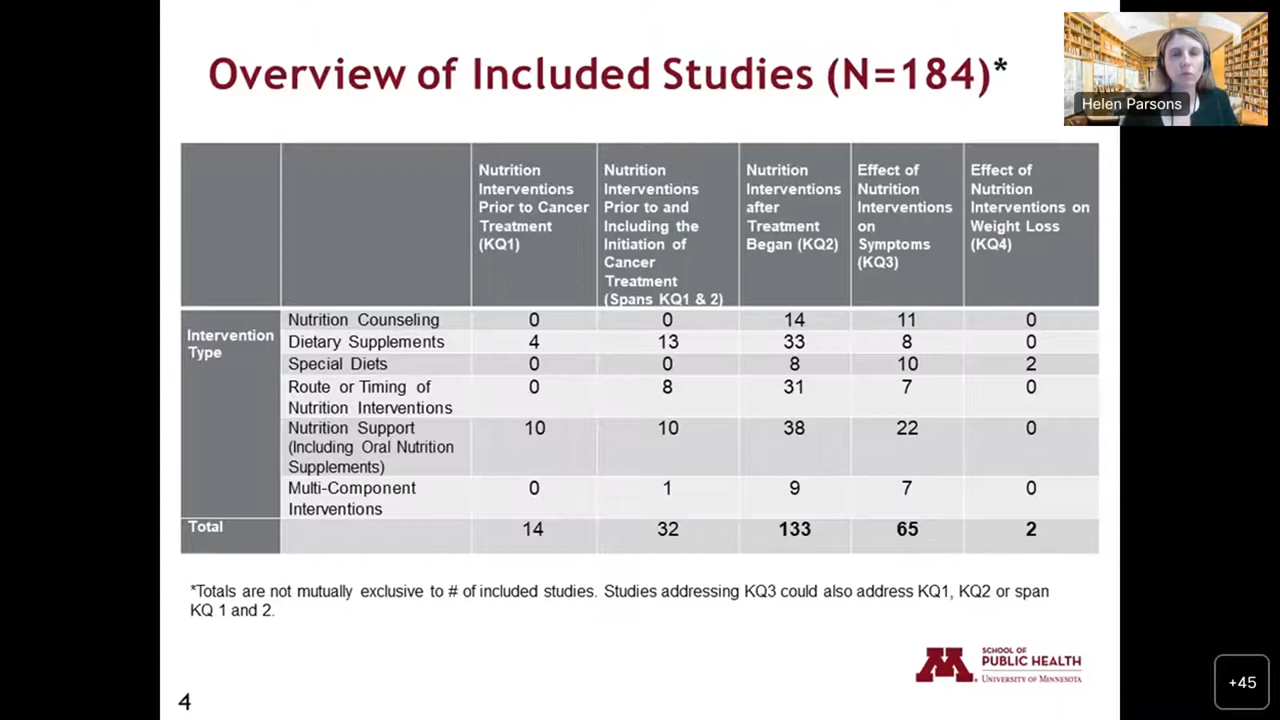 Overview of Included Studies (N=184)*
Helen Parsons
Nutrition
Interventions
Prior to Cancer
Treatment
(KQ1)
Nutrition
Interventions
Prior to and
Including the
Initiation of
Cancer
Treatment
(Spans KQ1 & 2)
Nutrition
Interventions
after
Treatment
Began (KQ2)
Effect of
Nutrition
Interventions
on
Symptoms
(KQ3)
Effect of
Nutrition
Interventions on
Weight Loss
(KQ4)
Intervention
Type
Nutrition Counseling 0 0 14 11 0
Dietary Supplements 4 13 33 8 0
Special Diets 0 0 8 10 2
Route or Timing of 0 8 31 7 0
Nutrition Interventions
Nutrition Support 10 10 38 22 0
(Including Oral Nutrition
Supplements)
Multi-Component 0 1 9 7 0
Interventions
Total 14 32 133 65 2
*Totals are not mutually exclusive to # of included studies. Studies addressing KQ3 could also address KQ1, KQ2 or span
KQ 1 and 2.
M
SCHOOL OF
PUBLIC HEALTH
UNIVERSITY OF MINNESOTA
4
+45